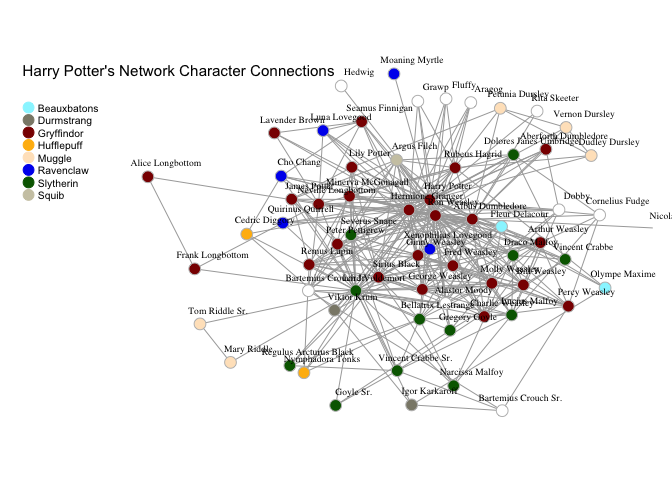 Harry Potter's Network Character Connections
Beauxbatons
Durmstrang
Gryffindor
Hufflepuff
Muggle
Ravenclaw
Slytherin
Squib
Moaning Myrtle
Hedwig
Grawp
Fluffy
Aragog
Petunia Dursley
Rita Skeeter
Seamus Finnigan
Lavender Brown
Luna Lovegood
Vernon Dursley
Aberforth Dumbledore
Dolores Janes Umbridge
Dudley Dursley
Argus Filch
Lily Potter
Rubeus Hagrid
Alice Longbottom
Cho Chang
Minerva McGonagall
James Potter
Neville Longbottom
Harry Potter
Hermione Granger
Ron Weasley
Albus Dumbledore
Dobby
Cornelius Fudge
Quirinus Quirrell
Cedric Diggory
Severus Snape
Peter Pettigrew
Fleur Delacour
Nicola
Arthur Weasley
Xenophilius Lovegood
Ginny Weasley
Draco Malfoy
Vincent Crabbe
Remus Lupin
Fred Weasley
Frank Longbottom
Sirius Black
Molly Weasley
Bill Weasley
Olympe Maxime
Bartemius Crouch Jr.
Lord Voldemort
George Weasley
Alastor Moody
Percy Weasley
Viktor Krum
Bellatrix Lestrange
Charlie Weasley
Lucius Malfoy
Tom Riddle Sr.
Gregory Goyle
Mary Riddle
Regulus Arcturus Black
Nymphadora Tonks
Vincent Crabbe Sr.
Narcissa Malfoy
Goyle Sr.
Igor Karkaroff
Bartemius Crouch Sr.